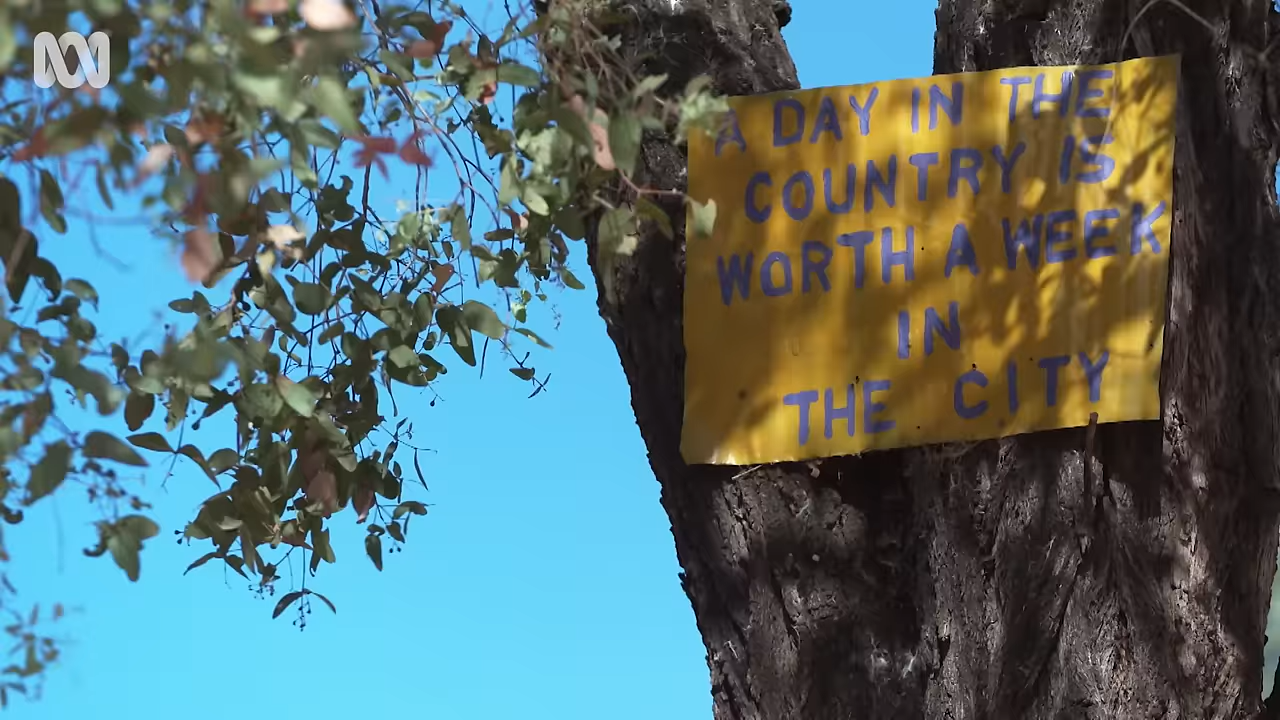 A DAY IN THE
COUNTRY IS
WORTH A WEEK
IN
THE CITY